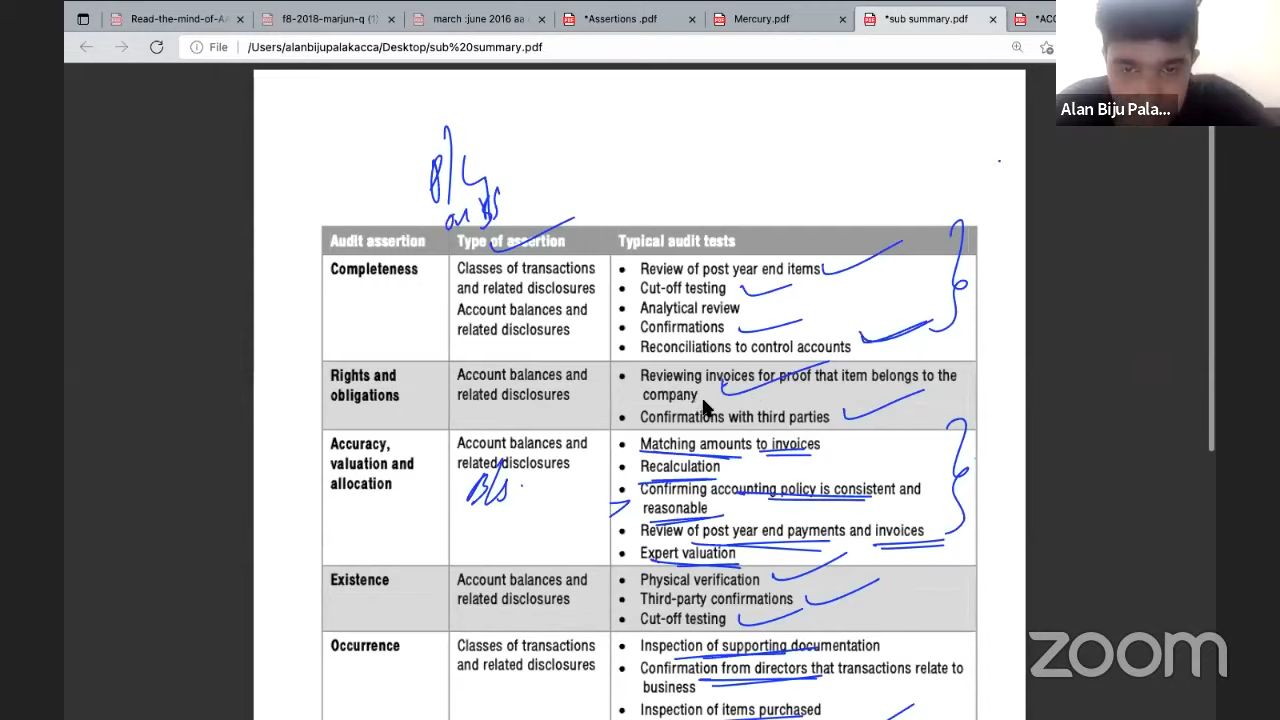 Read-the-mind-of-A
f8-2018-marjun-q (1)
march :june 2016 aa
*Assertions .pdf
Mercury.pdf
*sub summary.pdf
*AC
File
/Users/alanbijupalakacca/Desktop/sub%20summary.pdf
Alan Biju Pala...
P/L
or BS
Audit assertion Type of assertion Typical audit tests
Completeness
Classes of transactions
and related disclosures
Account balances and
related disclosures
• Review of post year end items
• Cut-off testing
• Analytical review
• Confirmations
• Reconciliations to control accounts
Rights and
obligations
Account balances and
related disclosures
• Reviewing invoices for proof that item belongs to the
company
• Confirmations with third parties
Accuracy,
valuation and
allocation
Account balances and
related disclosures
B/S
• Matching amounts to invoices
• Recalculation
• Confirming accounting policy is consistent and
reasonable
• Review of post year end payments and invoices
• Expert valuation
Existence
Account balances and
related disclosures
• Physical verification
• Third-party confirmations
• Cut-off testing
Occurrence
Classes of transactions
and related disclosures
• Inspection of supporting documentation
• Confirmation from directors that transactions relate to
business
• Inspection of items purchased
zoom